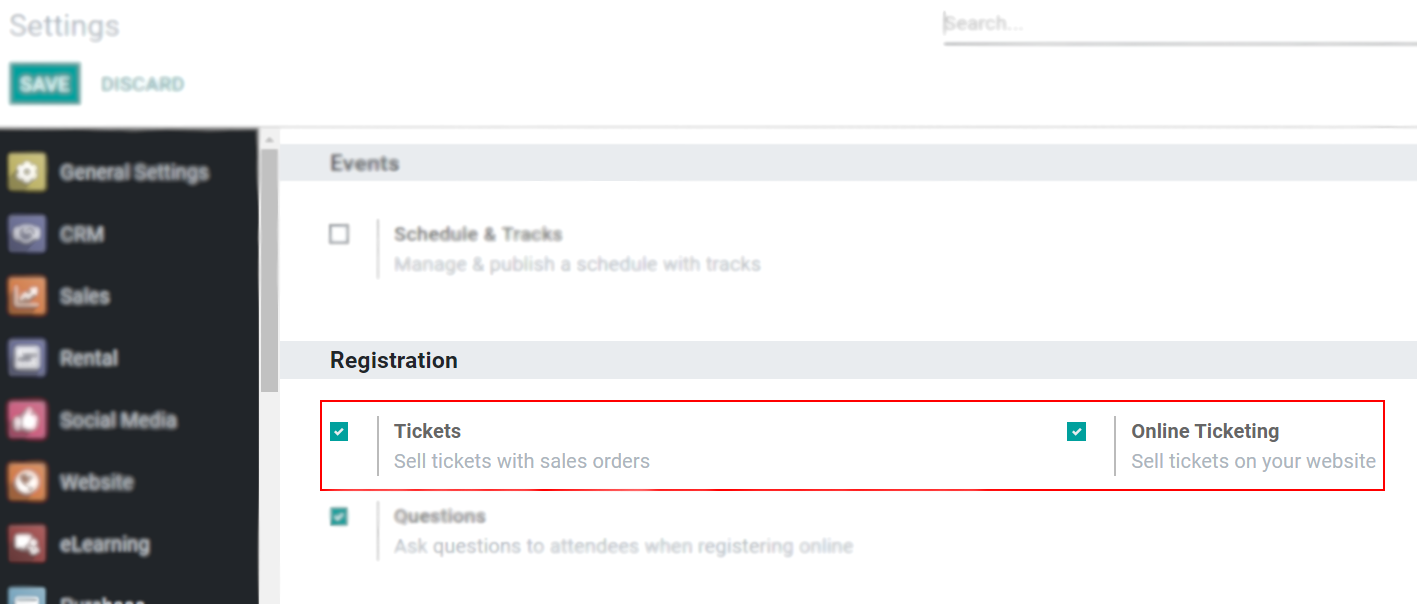 Settings
Search...
SAVE DISCARD
General Settings
CRM
Sales
Rental
Social Media
Website
eLearning
Purchase
Events
Schedule & Tracks
Manage & publish a schedule with tracks
Registration
Tickets
Sell tickets with sales orders
Online Ticketing
Sell tickets on your website
Questions
Ask questions to attendees when registering online